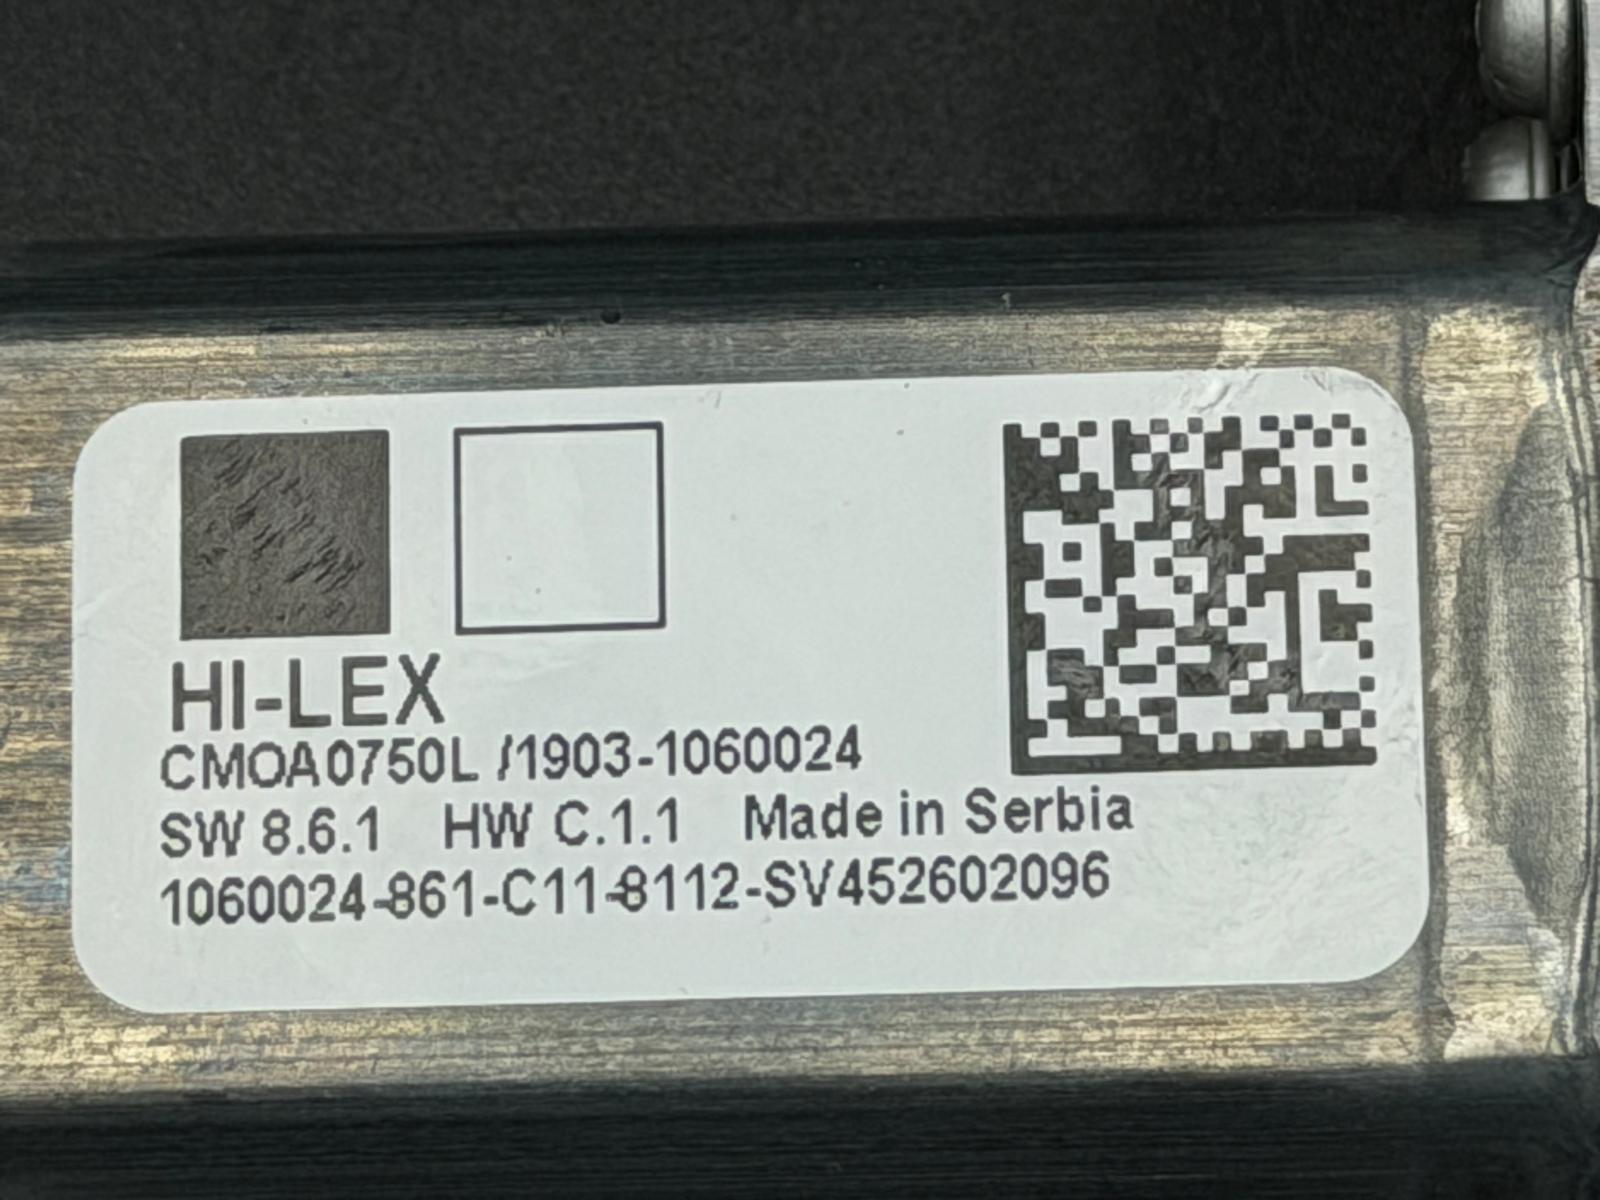 HI-LEX
CMOA0750L /1903-1060024
SW 8.6.1 HW C.1.1 Made in Serbia
1060024-861-C11-8112-SV452602096